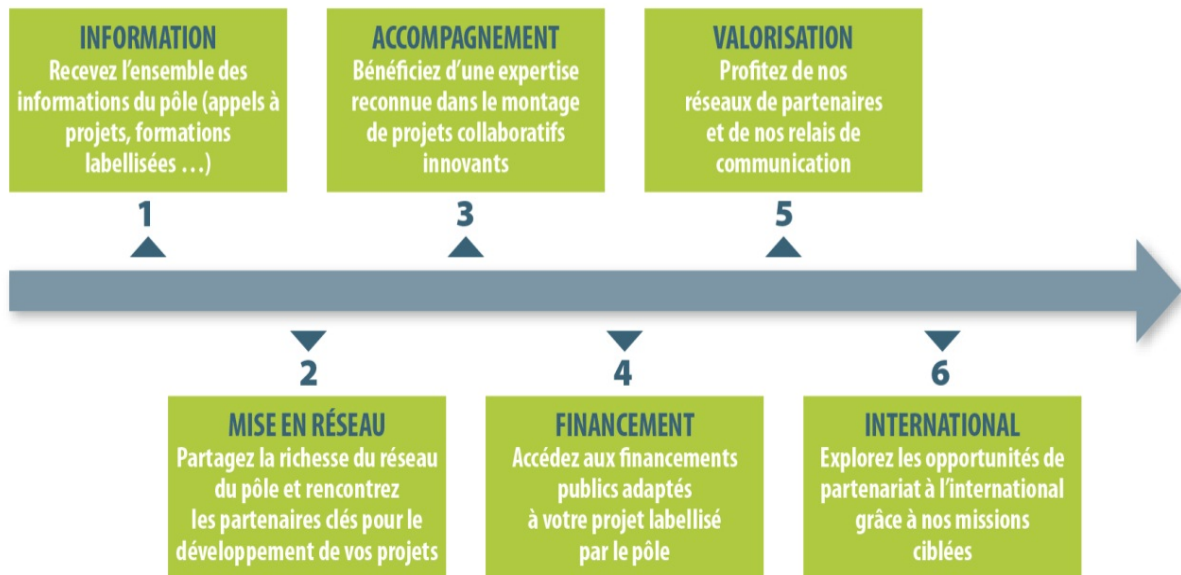 INFORMATION
Recevez l’ensemble des
informations du pôle (appels à
projets, formations
labellisées …)
1
MISE EN RÉSEAU
Partagez la richesse du réseau
du pôle et rencontrez
les partenaires clés pour le
développement de vos projets
2
ACCOMPAGNEMENT
Bénéficiez d’une expertise
reconnue dans le montage
de projets collaboratifs
innovants
3
FINANCEMENT
Accédez aux financements
publics adaptés
à votre projet labellisé
par le pôle
4
VALORISATION
Profitez de nos
réseaux de partenaires
et de nos relais de
communication
5
INTERNATIONAL
Explorez les opportunités de
partenariat à l’international
grâce à nos missions
ciblées
6